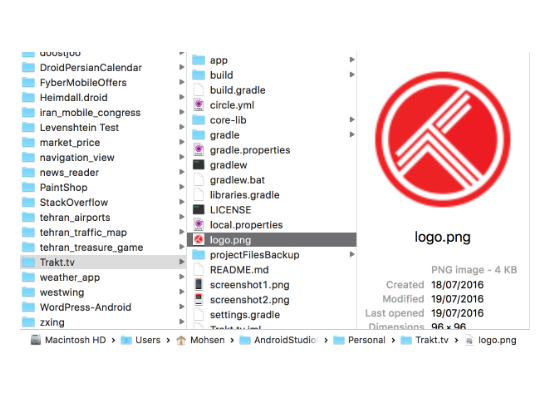 doostjoo
DroidPersianCalendar
FyberMobileOffers
Heimdall.droid
iran_mobile_congress
Levenshtein Test
market_price
navigation_view
news_reader
PaintShop
StackOverflow
tehran_airports
tehran_traffic_map
tehran_treasure_game
Trakt.tv
weather_app
westwing
WordPress-Android
zxing
app
build
build.gradle
circle.yml
core-lib
gradle
gradle.properties
gradlew
gradlew.bat
libraries.gradle
LICENSE
local.properties
logo.png
projectFilesBackup
README.md
screenshot1.png
screenshot2.png
settings.gradle
Trakt.tv.iml
logo.png
PNG image - 4 KB
Created 18/07/2016
Modified 19/07/2016
Last opened 19/07/2016
Dimensions 96 × 96
Macintosh HD › Users › Mohsen › AndroidStudio › Personal › Trakt.tv › logo.png